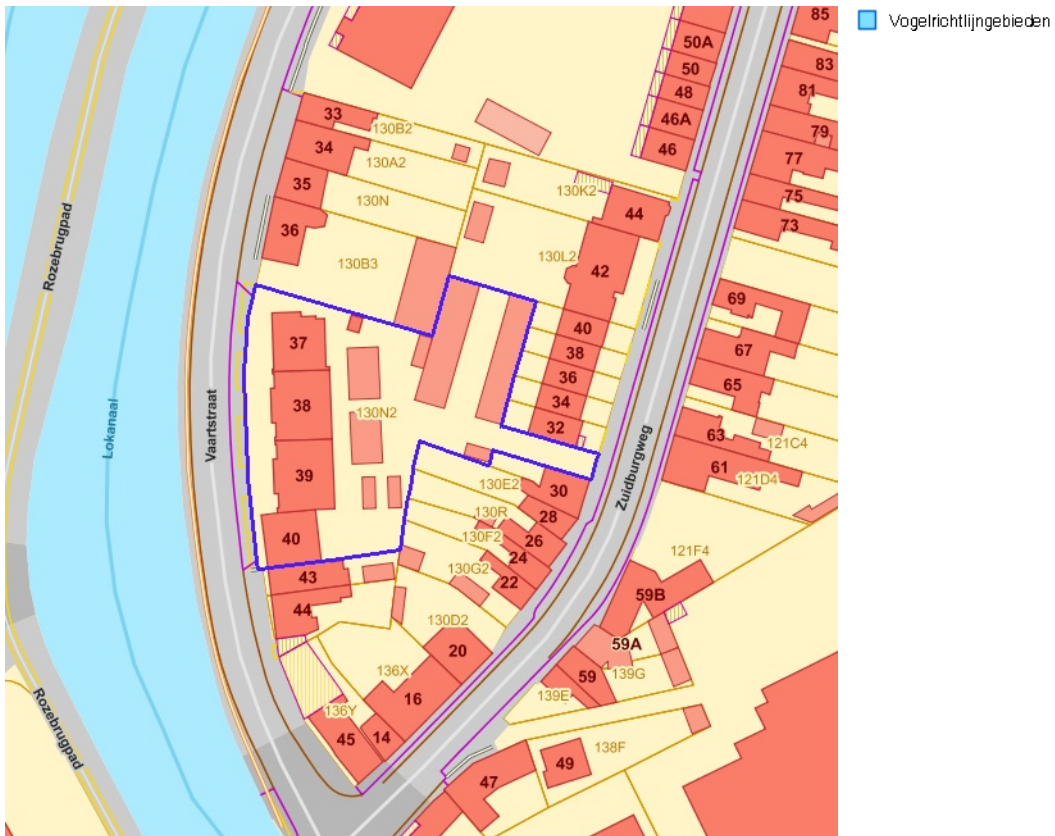 Vogelrichtlijngebieden
85
50A
50
83
48
81
33
46A
130B2
79
34
46
77
130A2
35
130K2
75
130N
44
73
36
130L2
130B3
42
Rozebrugpad
69
40
37
67
38
36
65
38
34
130N2
Vaartstraat
32
63
121C4
Lokanaal
61
121D4
Zuidburgweg
39
130E2
30
130R
28
40
130F2
26
24
121F4
43
130G2
22
59B
44
130D2
59A
20
136X
59
139G
16
139E
136Y
Rozebrugpad
14
45
138F
49
47